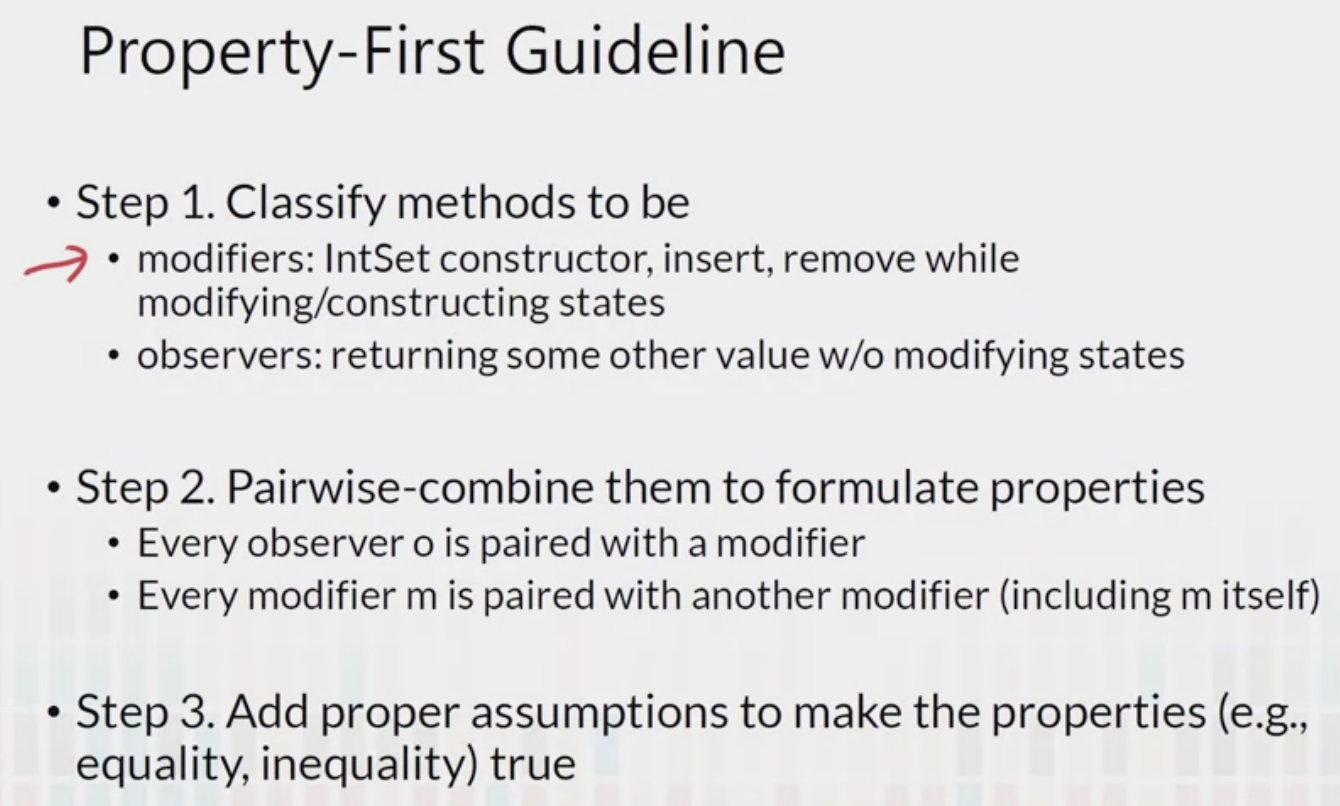 Property-First Guideline
• Step 1. Classify methods to be
• modifiers: IntSet constructor, insert, remove while
modifying/constructing states
• observers: returning some other value w/o modifying states
• Step 2. Pairwise-combine them to formulate properties
• Every observer o is paired with a modifier
• Every modifier m is paired with another modifier (including m itself)
• Step 3. Add proper assumptions to make the properties (e.g.,
equality, inequality) true